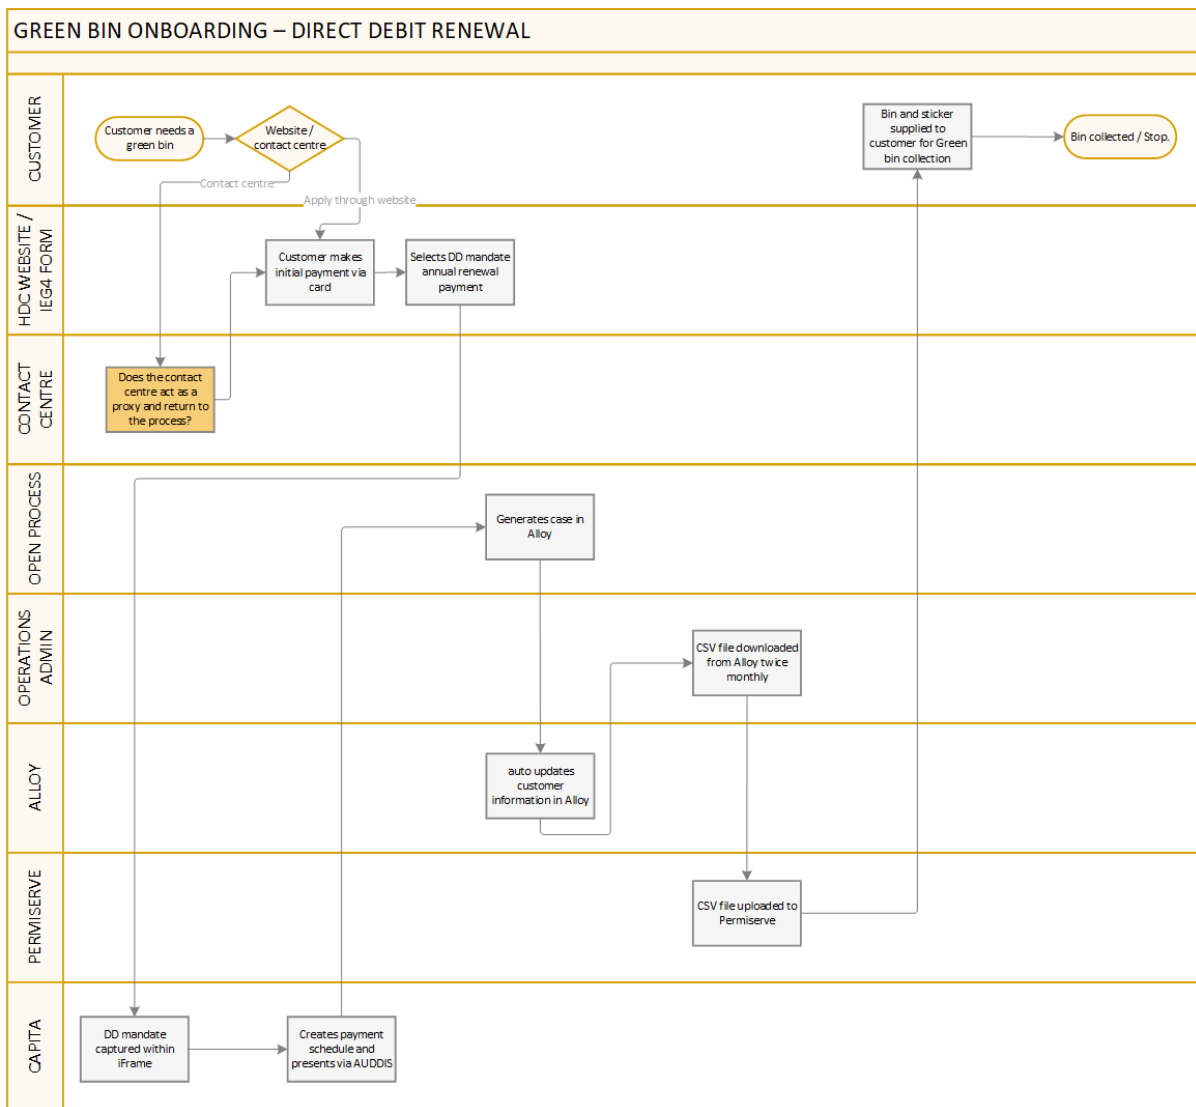 GREEN BIN ONBOARDING – DIRECT DEBIT RENEWAL
CUSTOMER
Customer needs a
green bin
Website /
contact centre
Contact centre
Apply through website
Bin and sticker
supplied to
customer for Green
bin collection
Bin collected / Stop.
HDC WEBSITE /
IEG4 FORM
Customer makes
initial payment via
card
Selects DD mandate
annual renewal
payment
CONTACT
CENTRE
Does the contact
centre act as a
proxy and return to
the process?
OPEN PROCESS
Generates case in
Alloy
OPERATIONS
ADMIN
CSV file downloaded
from Alloy twice
monthly
ALLOY
auto updates
customer
information in Alloy
PERMISERVE
CSV file uploaded to
Permiserve
CAPITA
DD mandate
captured within
iFrame
Creates payment
schedule and
presents via AUDDIS